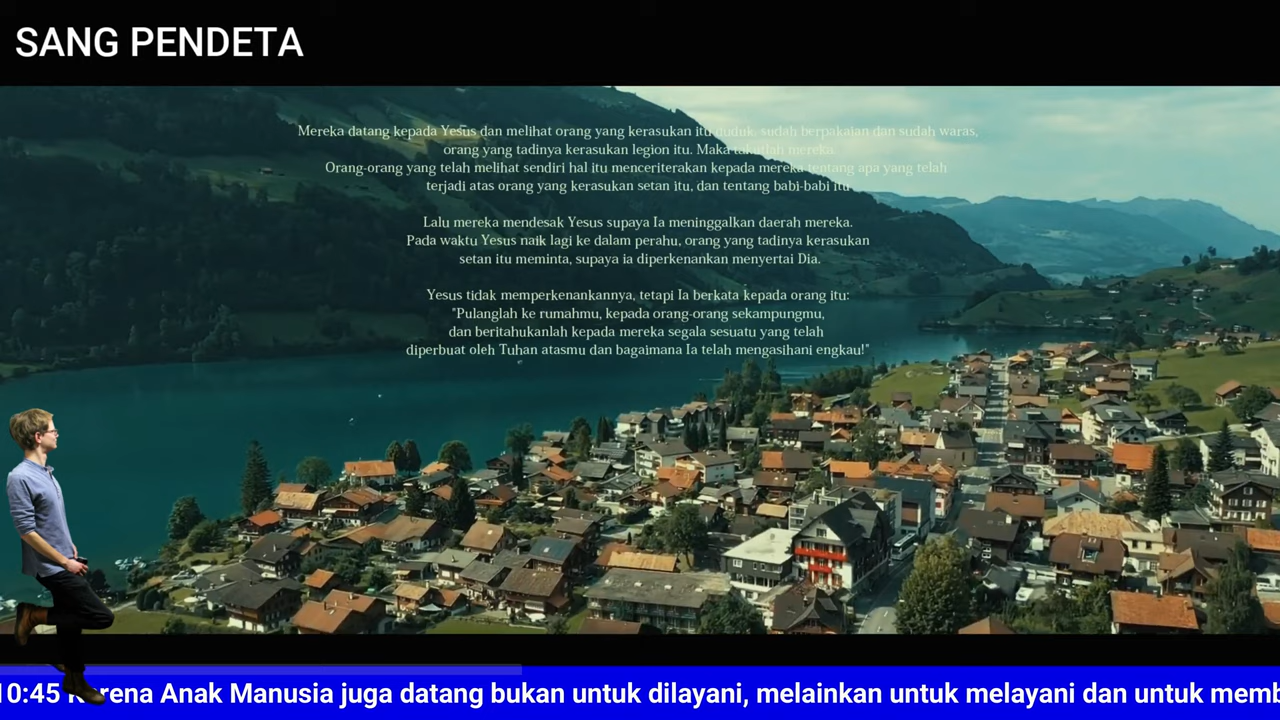 SANG PENDETA
Mereka datang kepada Yesus dan melihat orang yang kerasukan itu duduk, sudah berpakaian dan sudah waras,
orang yang tadinya kerasukan legion itu. Maka takutlah mereka.
Orang-orang yang telah melihat sendiri hal itu menceriterakan kepada mereka tentang apa yang telah
terjadi atas orang yang kerasukan setan itu, dan tentang babi-babi itu
Lalu mereka mendesak Yesus supaya Ia meninggalkan daerah mereka.
Pada waktu Yesus naik lagi ke dalam perahu, orang yang tadinya kerasukan
setan itu meminta, supaya ia diperkenankan menyertai Dia.
Yesus tidak memperkenankannya, tetapi Ia berkata kepada orang itu:
"Pulanglah ke rumahmu, kepada orang-orang sekampungmu,
dan beritahukanlah kepada mereka segala sesuatu yang telah
diperbuat oleh Tuhan atasmu dan bagaimana Ia telah mengasihani engkau!"
10:45 Karena Anak Manusia juga datang bukan untuk dilayani, melainkan untuk melayani dan untuk memb